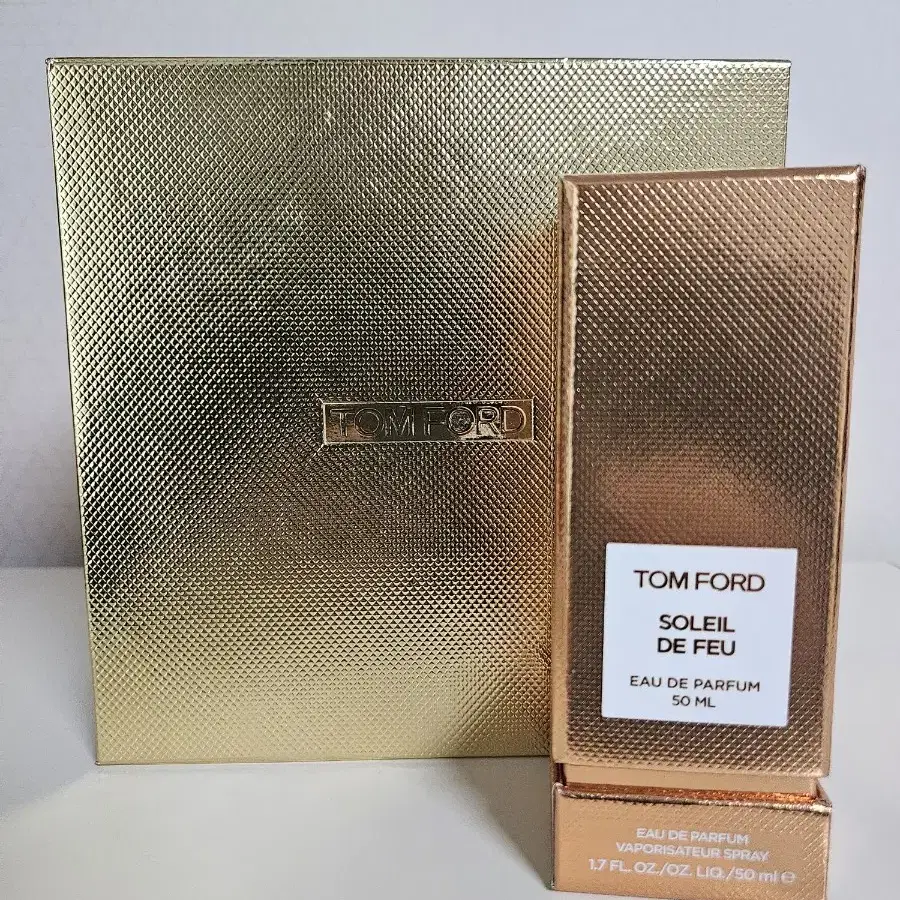 TOM FORD
TOM FORD
SOLEIL
DE FEU
EAU DE PARFUM
50 ML
EAU DE PARFUM
VAPORISATEUR SPRAY
1.7 FL. OZ./OZ. LIQ./50 ml ℮